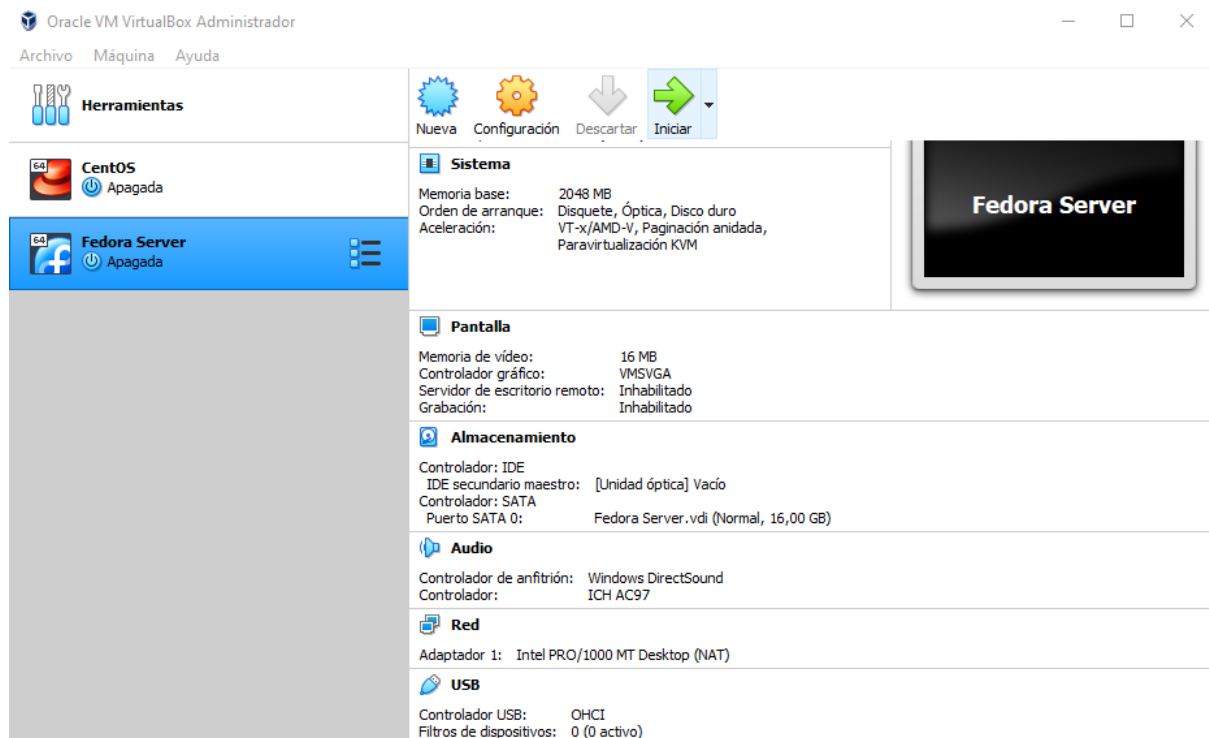 Oracle VM VirtualBox Administrador
Archivo Máquina Ayuda
Herramientas
64
CentOS
Apagada
64
Fedora Server
Apagada
Nueva Configuración Descartar Iniciar
Sistema
Memoria base: 2048 MB
Orden de arranque: Disquete, Óptica, Disco duro
Aceleración: VT-x/AMD-V, Paginación anidada,
Paravirtualización KVM
Fedora Server
Pantalla
Memoria de vídeo: 16 MB
Controlador gráfico: VMSVGA
Servidor de escritorio remoto: Inhabilitado
Grabación: Inhabilitado
Almacenamiento
Controlador: IDE
IDE secundario maestro: [Unidad óptica] Vacío
Controlador: SATA
Puerto SATA 0: Fedora Server.vdi (Normal, 16,00 GB)
Audio
Controlador de anfitrión: Windows DirectSound
Controlador: ICH AC97
Red
Adaptador 1: Intel PRO/1000 MT Desktop (NAT)
USB
Controlador USB: OHCI
Filtros de dispositivos: 0 (0 activo)